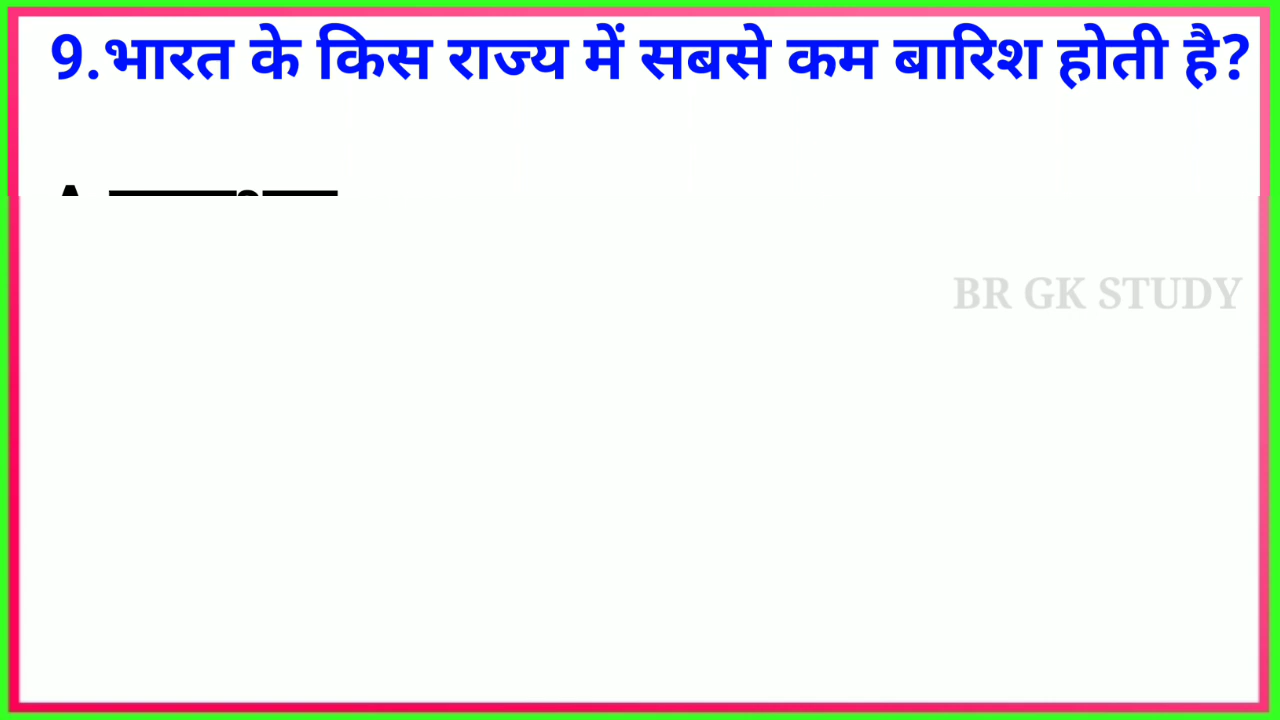 9.भारत के किस राज्य में सबसे कम बारिश होती है?
BR GK STUDY